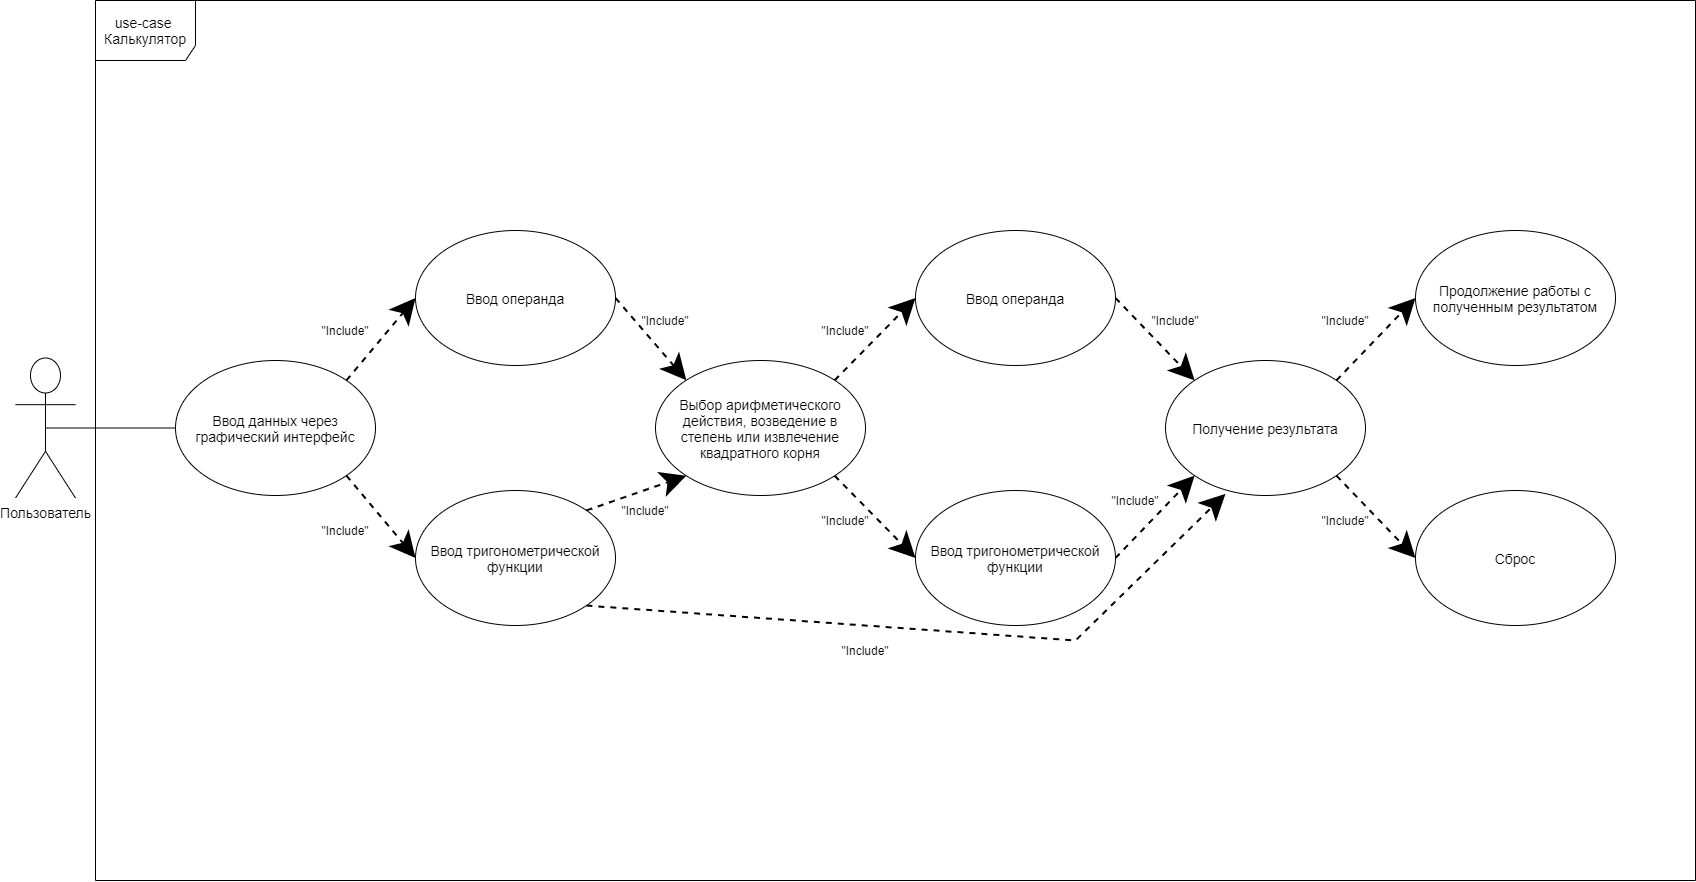 use-case
Калькулятор
Ввод операнда
Ввод операнда
Продолжение работы с
полученным результатом
"Include"
"Include"
"Include"
"Include"
"Include"
Пользователь
Ввод данных через
графический интерфейс
Выбор арифметического
действия, возведение в
степень или извлечение
квадратного корня
Получение результата
"Include"
"Include"
"Include"
"Include"
"Include"
Ввод тригонометрической
функции
Ввод тригонометрической
функции
Сброс
"Include"